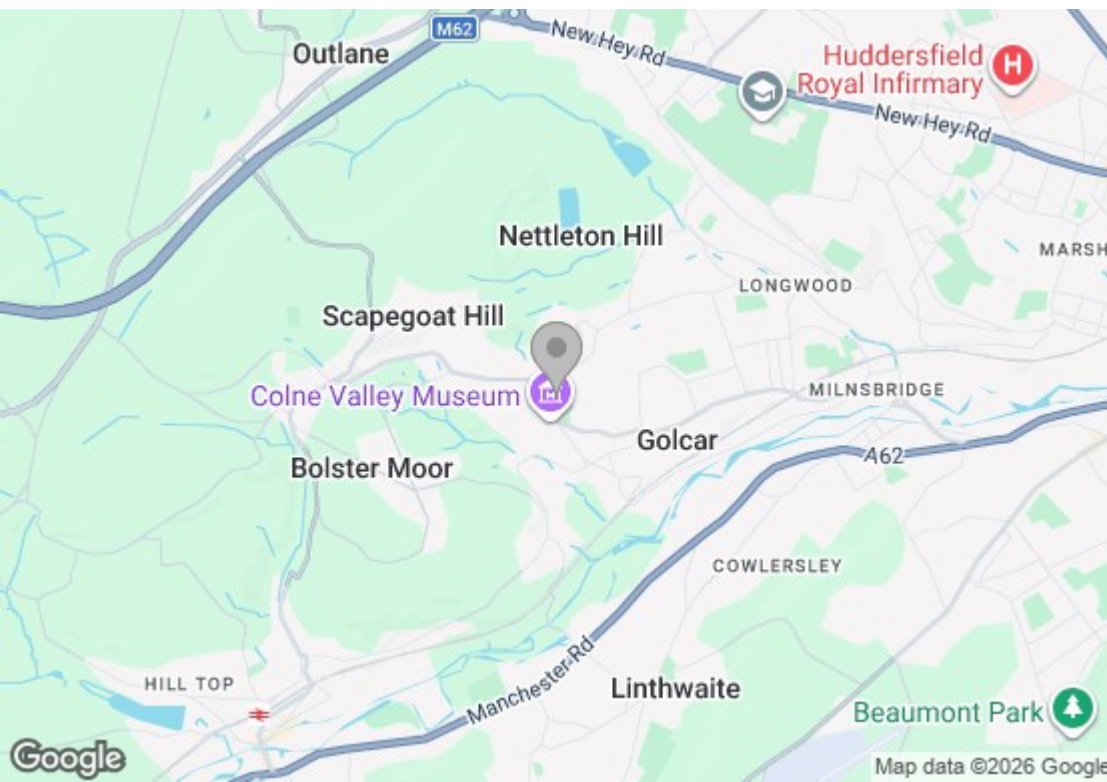 M62
Outlane
New Hey Rd
Huddersfield
Royal Infirmary
H
New Hey Rd
Nettleton Hill
MARSH
LONGWOOD
Scapegoat Hill
Colne Valley Museum
MILNSBRIDGE
Golcar
A62
Bolster Moor
COWLERSLEY
Manchester Rd
HILL TOP
Linthwaite
Beaumont Park
Google
Map data ©2026 Google